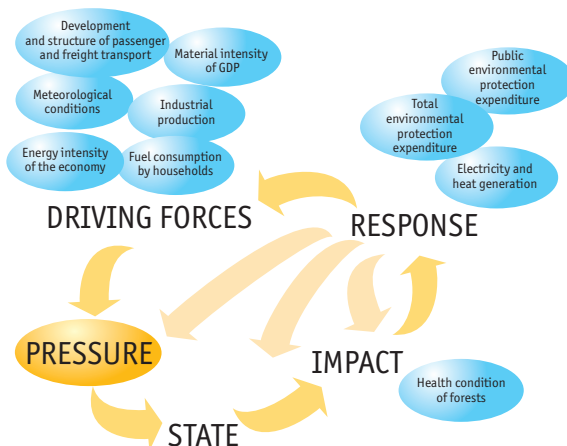 Development
and structure of passenger
and freight transport
Material intensity
of GDP
Meteorological
conditions
Industrial
production
Energy intensity
of the economy
Fuel consumption
by households
Public
environmental
protection
expenditure
Total
environmental
protection
expenditure
Electricity and
heat generation
DRIVING FORCES
RESPONSE
PRESSURE
IMPACT
Health condition
of forests
STATE